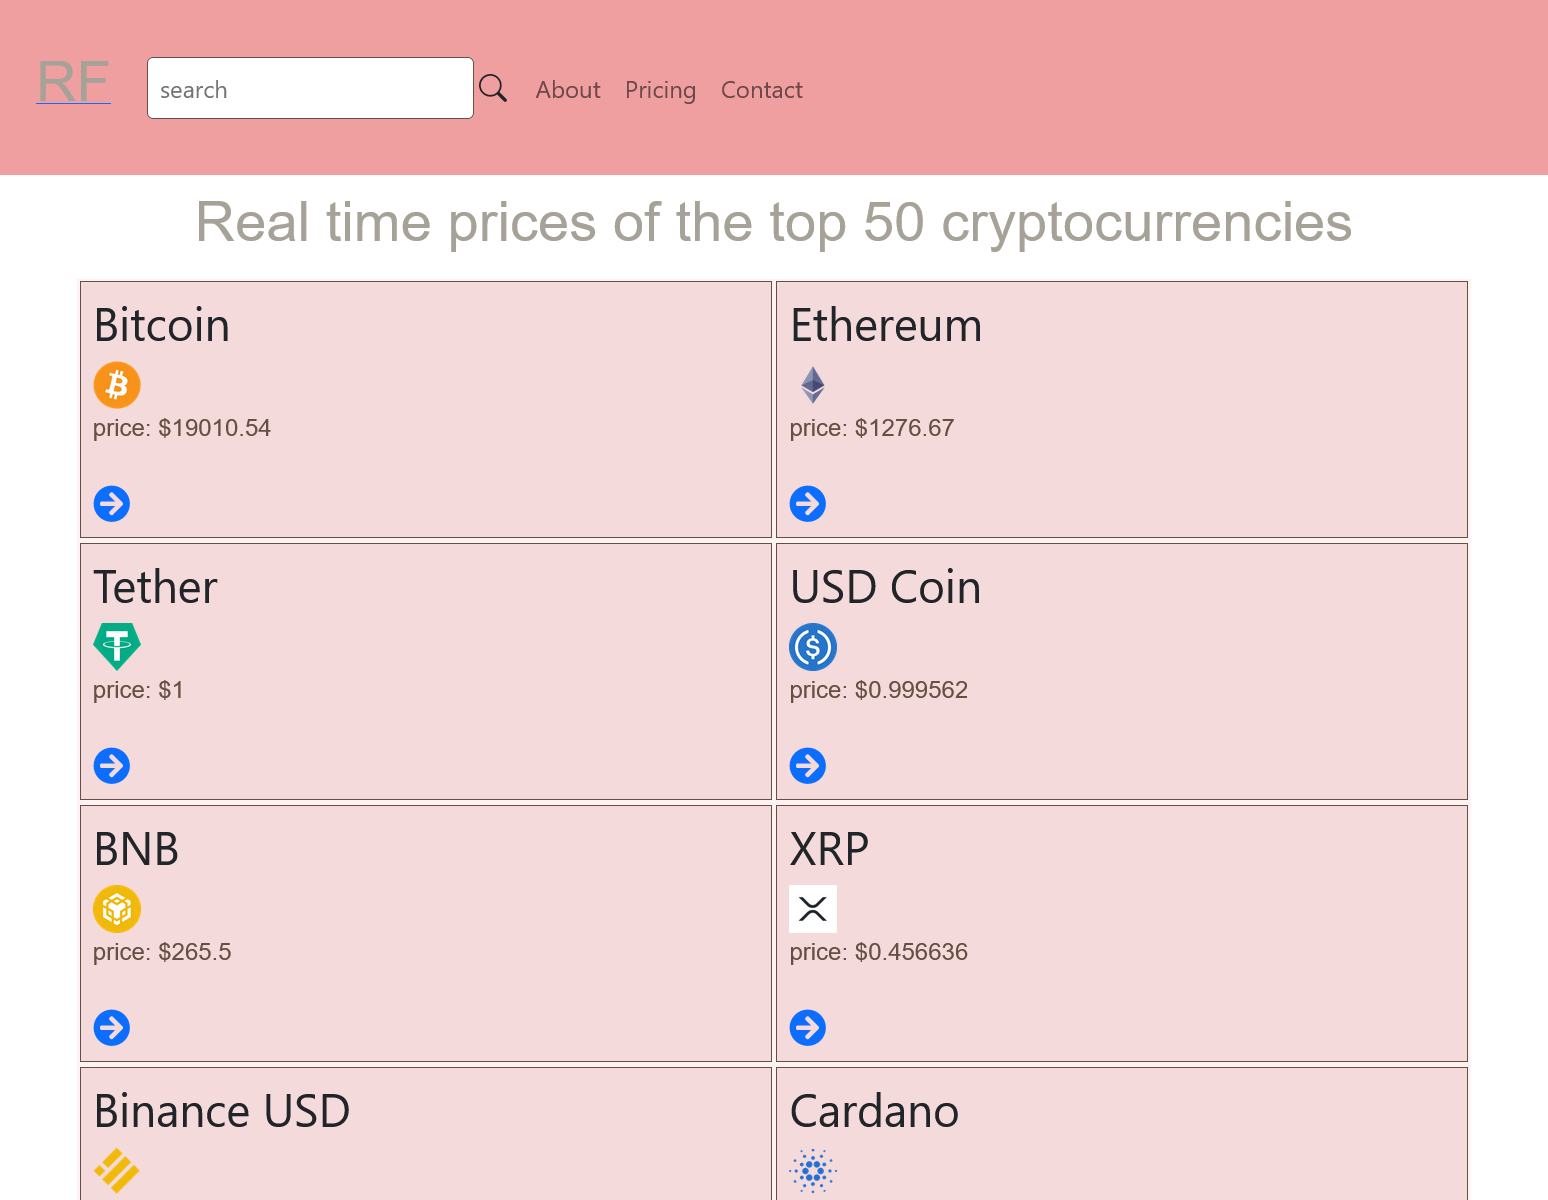 RF
search
About Pricing Contact
Real time prices of the top 50 cryptocurrencies
Bitcoin
price: $19010.54
Ethereum
price: $1276.67
Tether
price: $1
USD Coin
price: $0.999562
BNB
price: $265.5
XRP
price: $0.456636
Binance USD
Cardano